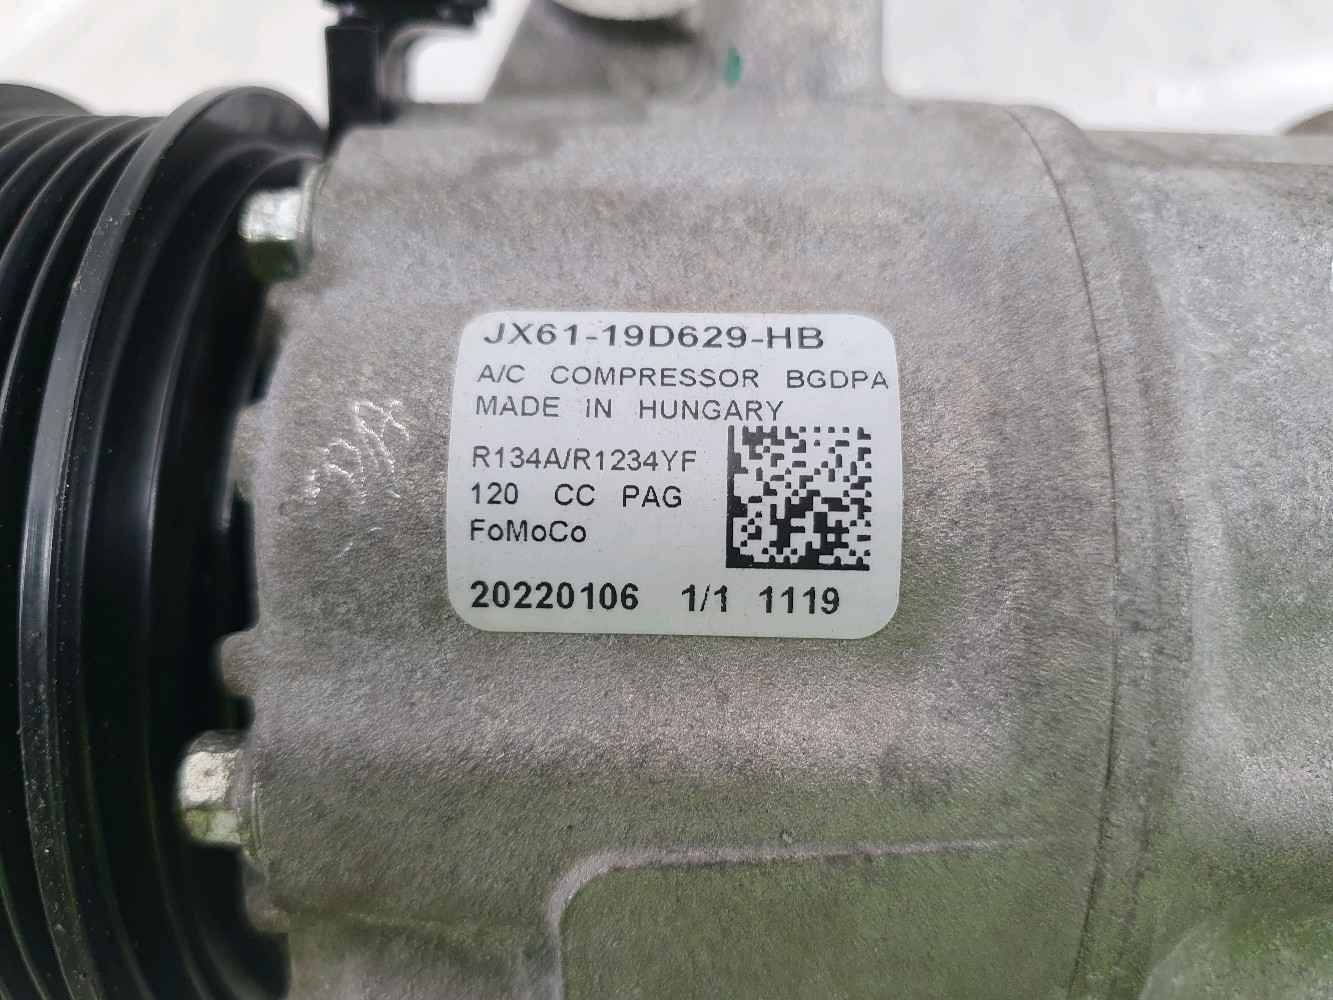 JX61-19D629-HB
A/C COMPRESSOR BGDPA
MADE IN HUNGARY
R134A/R1234YF
120 CC PAG
FoMoCo
20220106 1/1 1119